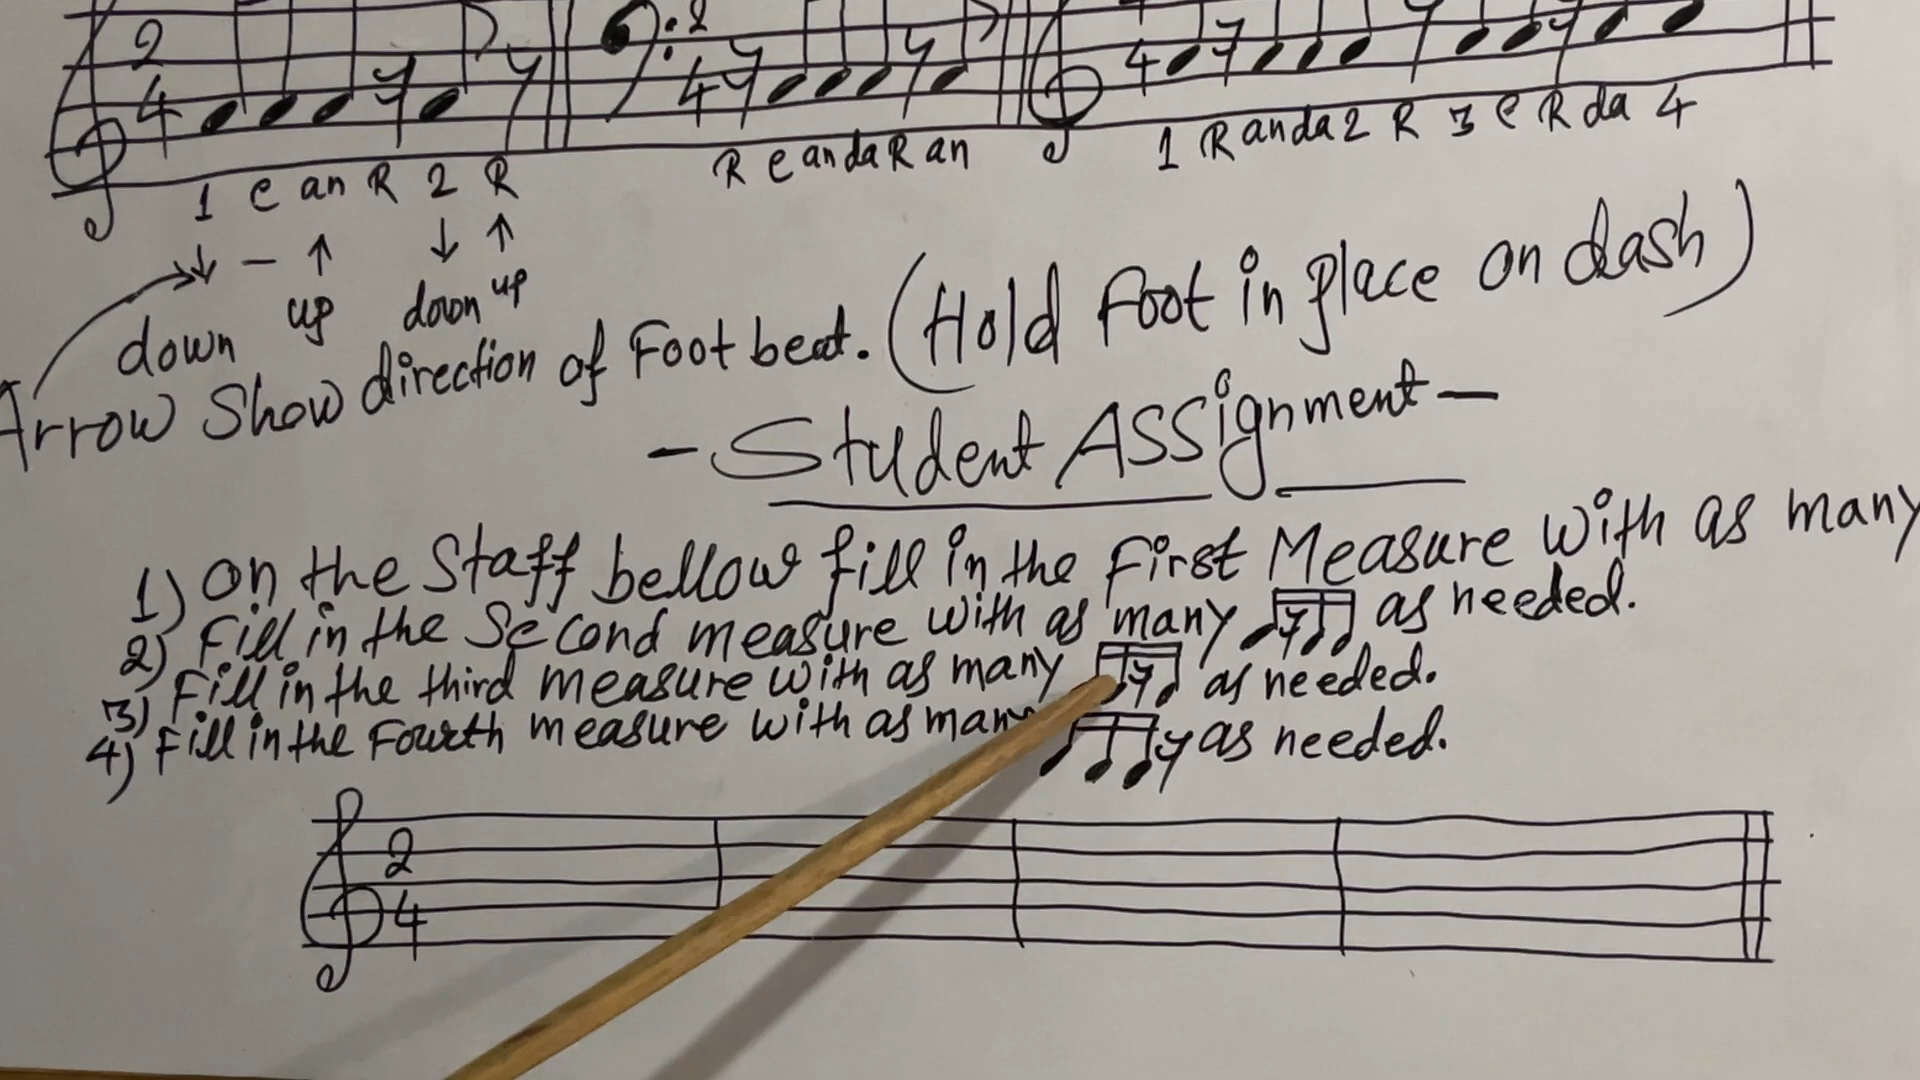 2 2
4 4 4
1 e an R 2 R
R e an da R an
1 R an da 2 R 3 e R da 4
down up down up
Arrow Show direction of Foot beat. (Hold Foot in place on dash)
- Student ASSignment -
1) On the Staff bellow fill in the First Measure with as many
2) Fill in the Second measure with as many as needed.
3) Fill in the third measure with as many as needed.
4) Fill in the Fourth measure with as many as needed.
2
4